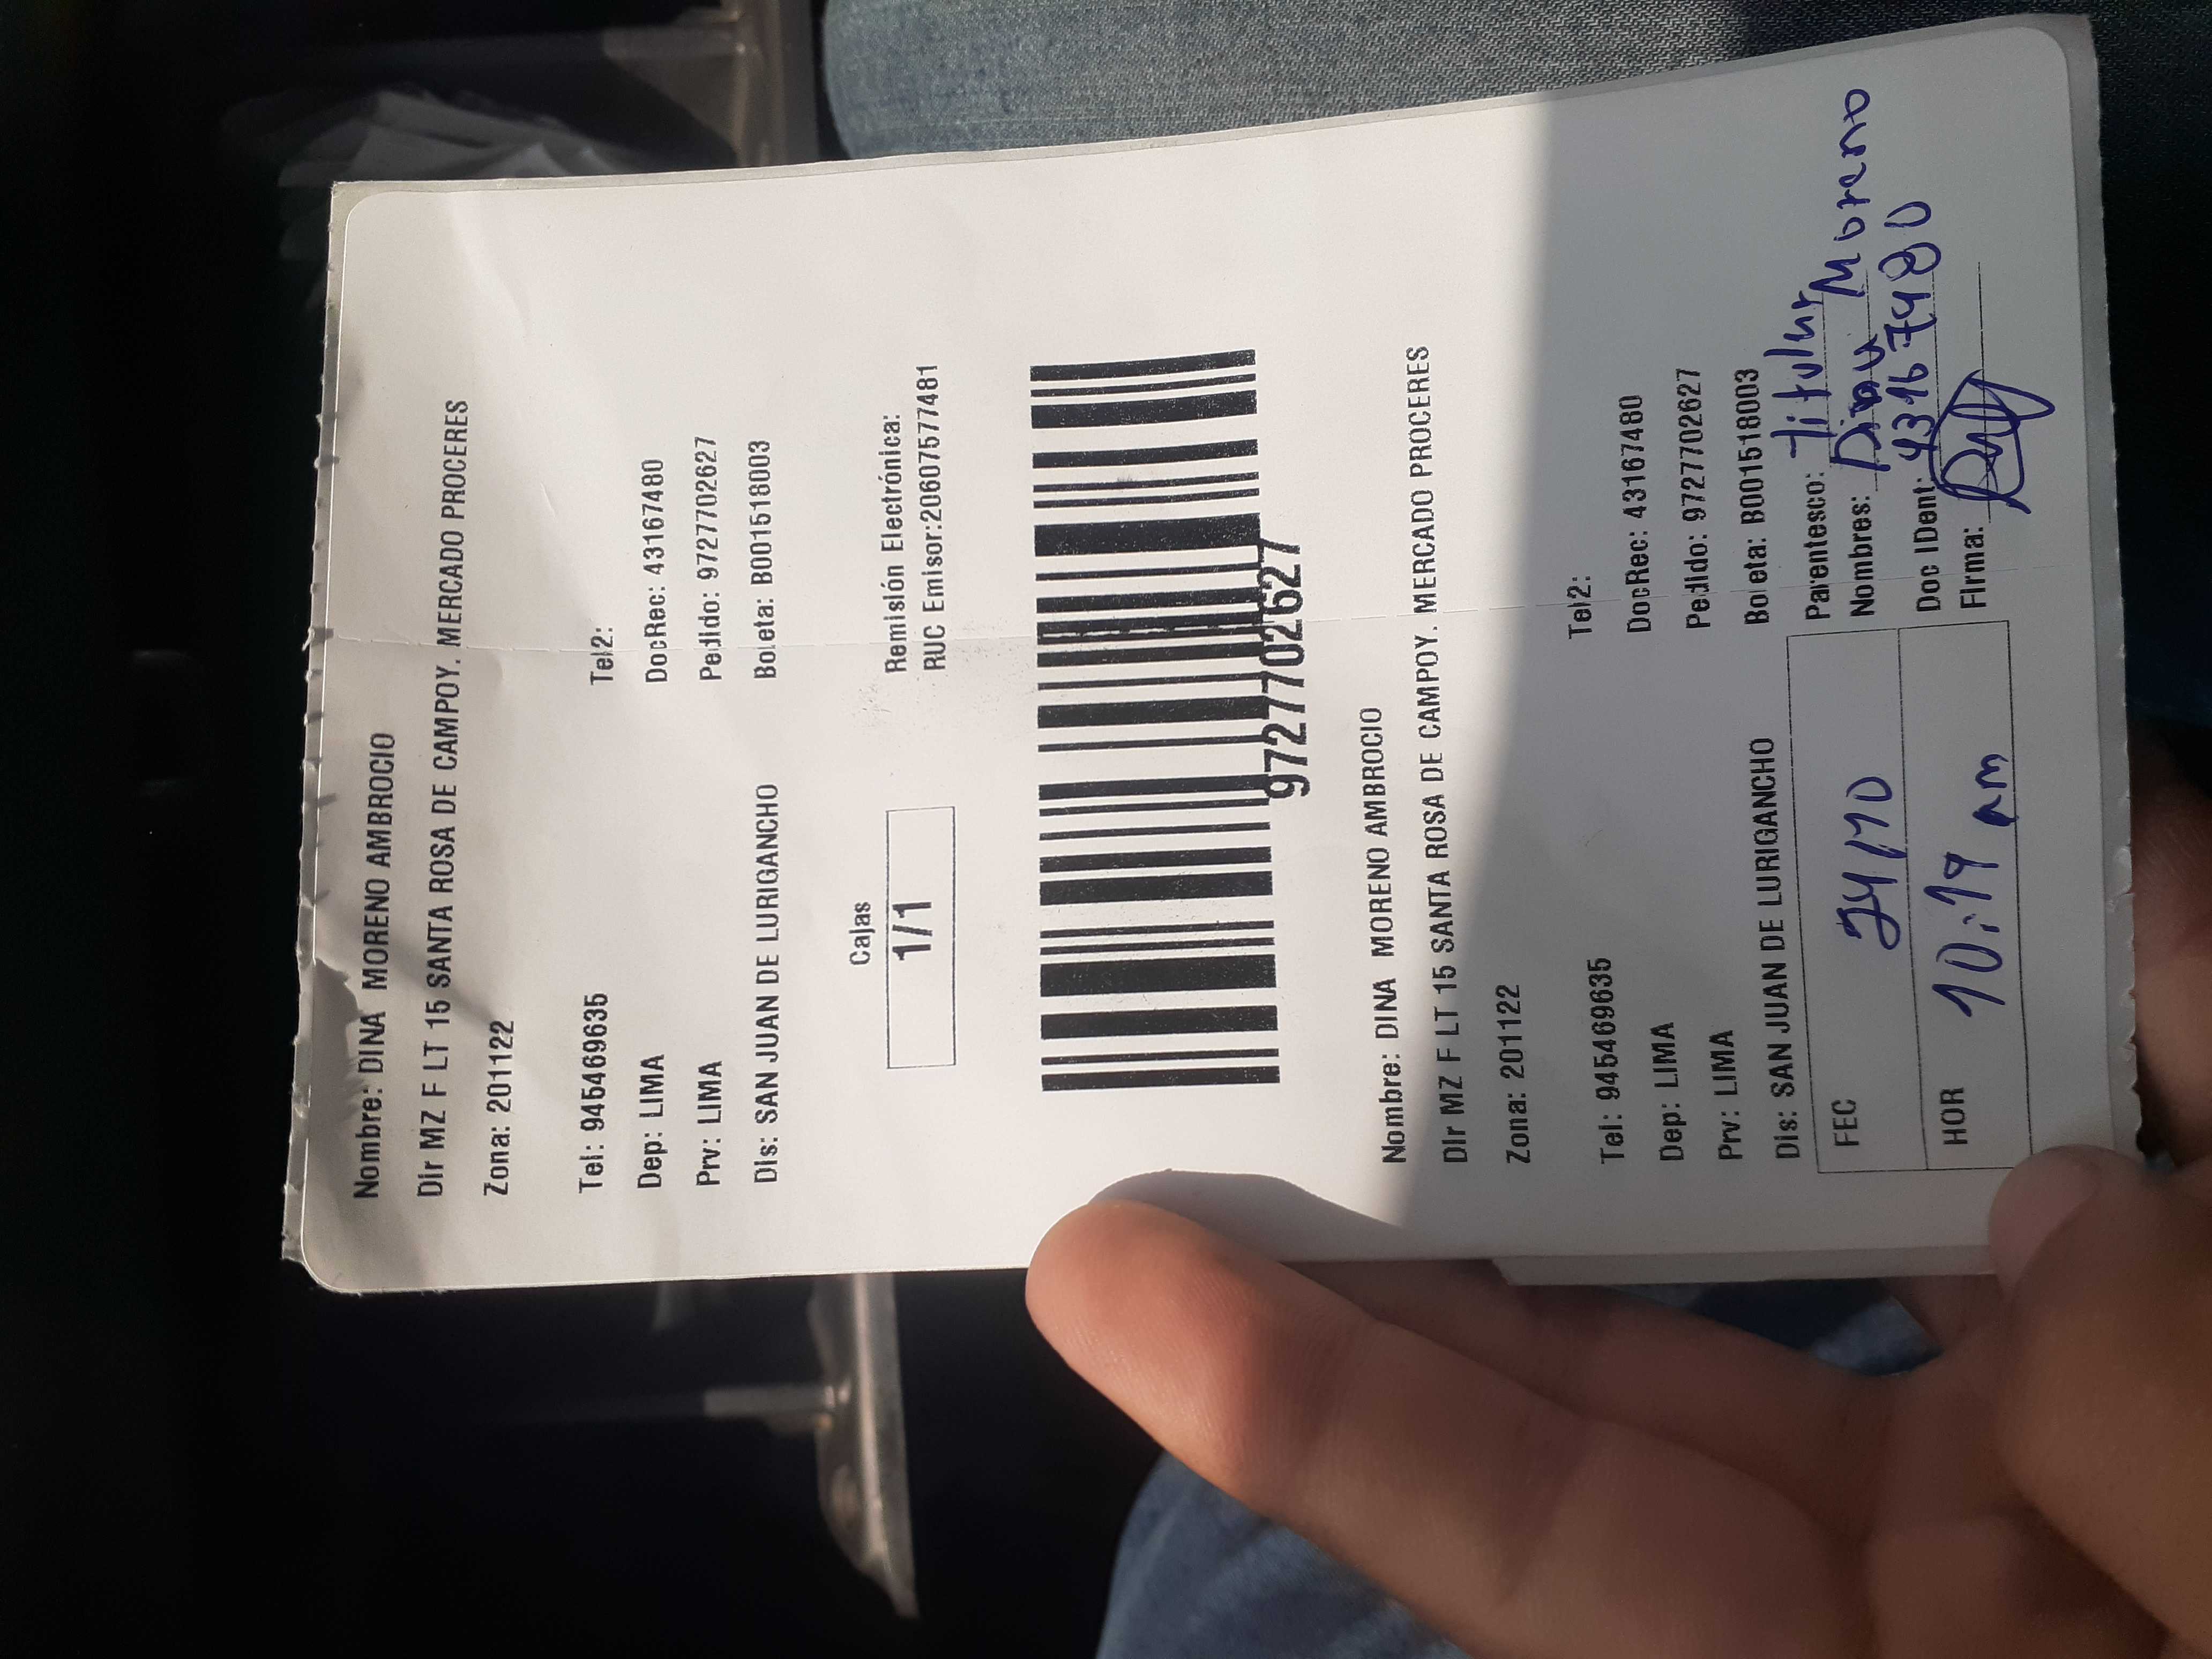 Nombre: DINA MORENO AMBROCIO
Dir MZ F LT 15 SANTA ROSA DE CAMPOY. MERCADO PROCERES
Zona: 201122
Tel: 945469635 Tel2:
Dep: LIMA DocRec: 43167480
Prv: LIMA Pedido: 9727702627
Dis: SAN JUAN DE LURIGANCHO Boleta: B001518003
Cajas
1/1
Remisión Electrónica:
RUC Emisor:20607577481
9727702627
Nombre: DINA MORENO AMBROCIO
Dir MZ F LT 15 SANTA ROSA DE CAMPOY. MERCADO PROCERES
Zona: 201122
Tel: 945469635 Tel2:
Dep: LIMA DocRec: 43167480
Prv: LIMA Pedido: 9727702627
Dis: SAN JUAN DE LURIGANCHO Boleta: B001518003
FEC 24/10 Parentesco: Titular
Nombres: Dina Moreno
HOR 10:19 am Doc IDent: 43167480
Firma: